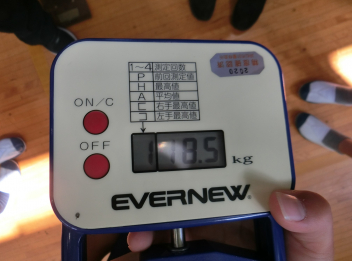 1～4 測定回数
P 前回測定値
H 最高値
A 平均値
右手最高値
左手最高値
ON/C
OFF
18.5 kg
EVERNEW